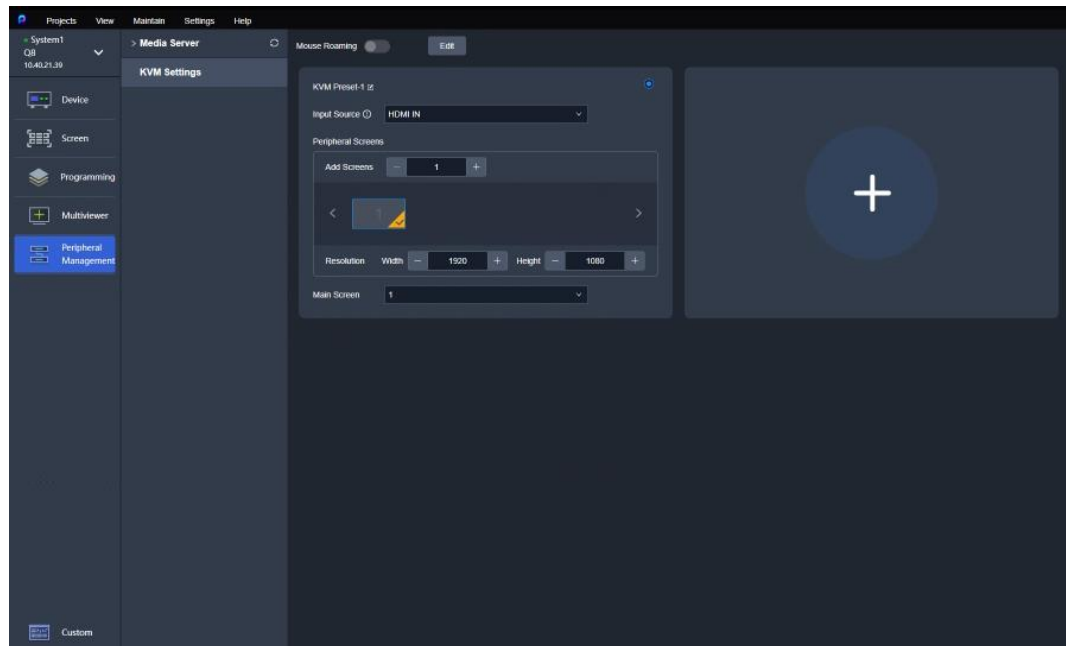 Projects View Maintain Settings Help
System1
Q8
10.40.21.39
Device
Screen
Programming
Multiviewer
Peripheral
Management
Custom
> Media Server
KVM Settings
Mouse Roaming Edit
KVM Preset-1
Input Source HDMI IN
Peripheral Screens
Add Screens − 1 +
1
Resolution Width − 1920 + Height − 1080 +
Main Screen 1